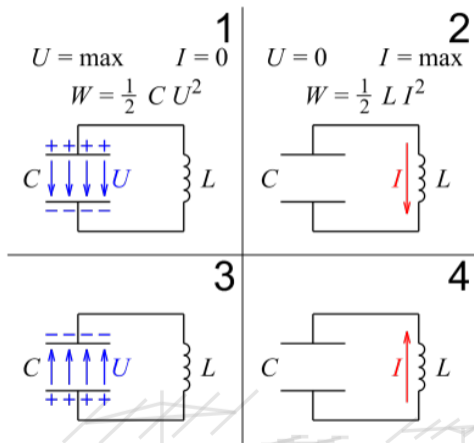 1
U = max I = 0
W = ½ C U²
++++
C U L
----
2
U = 0 I = max
W = ½ L I²
C I L
3
----
C U L
++++
4
C I L